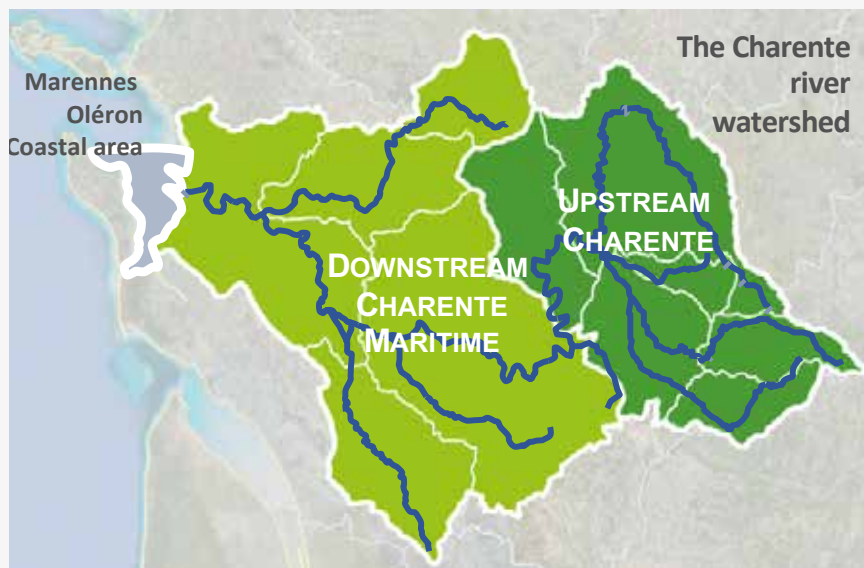 The Charente
river
watershed
Marennes
Oléron
Coastal area
UPSTREAM
CHARENTE
DOWNSTREAM
CHARENTE
MARITIME